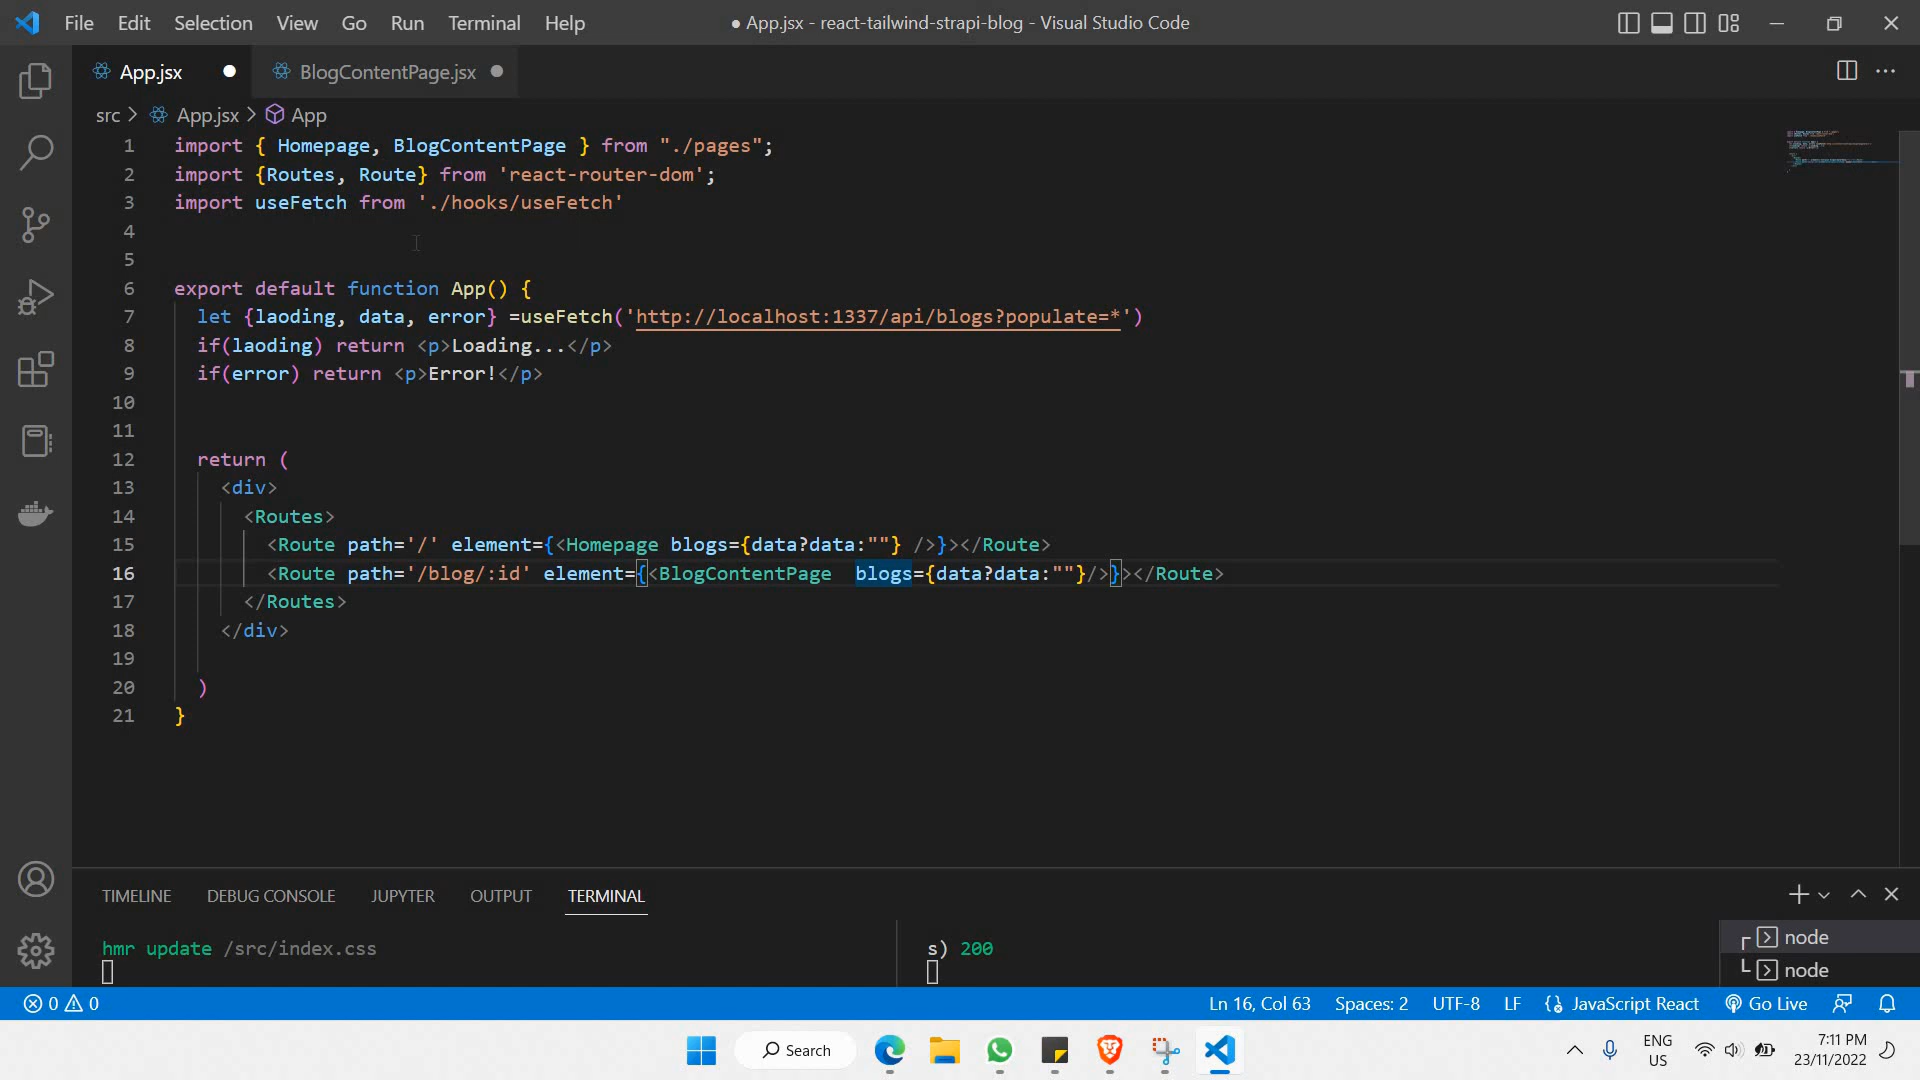 File Edit Selection View Go Run Terminal Help
● App.jsx - react-tailwind-strapi-blog - Visual Studio Code
App.jsx ●
BlogContentPage.jsx ●
src > App.jsx > App
1 import { Homepage, BlogContentPage } from "./pages";
2 import {Routes, Route} from 'react-router-dom';
3 import useFetch from './hooks/useFetch'
4
5
6 export default function App() {
7 let {laoding, data, error} =useFetch('http://localhost:1337/api/blogs?populate=*')
8 if(laoding) return <p>Loading...</p>
9 if(error) return <p>Error!</p>
10
11
12 return (
13 <div>
14 <Routes>
15 <Route path='/' element={<Homepage blogs={data?data:""} />}></Route>
16 <Route path='/blog/:id' element={<BlogContentPage  blogs={data?data:""}/>}></Route>
17 </Routes>
18 </div>
19
20 )
21 }
TIMELINE DEBUG CONSOLE JUPYTER OUTPUT TERMINAL
hmr update /src/index.css
s) 200
node
node
0 0
Ln 16, Col 63 Spaces: 2 UTF-8 LF JavaScript React Go Live
Search
ENG
US
7:11 PM
23/11/2022